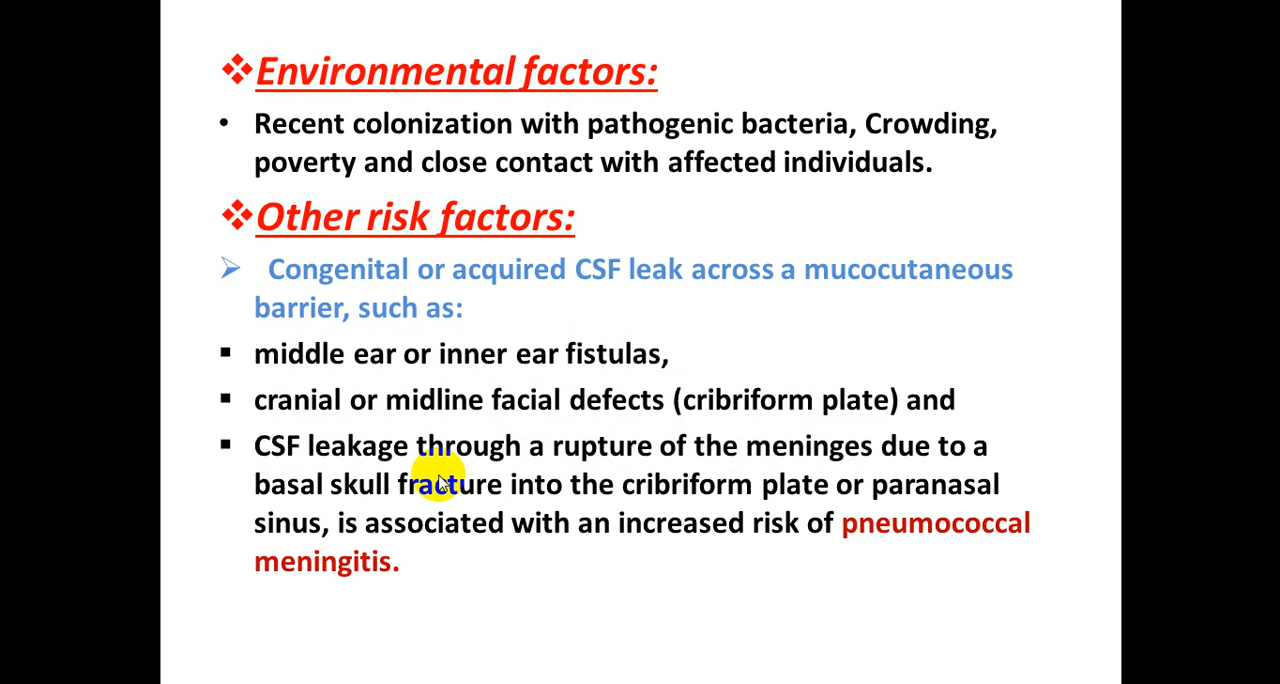 ❖Environmental factors:
• Recent colonization with pathogenic bacteria, Crowding,
poverty and close contact with affected individuals.
❖Other risk factors:
➢ Congenital or acquired CSF leak across a mucocutaneous
barrier, such as:
▪ middle ear or inner ear fistulas,
▪ cranial or midline facial defects (cribriform plate) and
▪ CSF leakage through a rupture of the meninges due to a
basal skull fracture into the cribriform plate or paranasal
sinus, is associated with an increased risk of pneumococcal
meningitis.